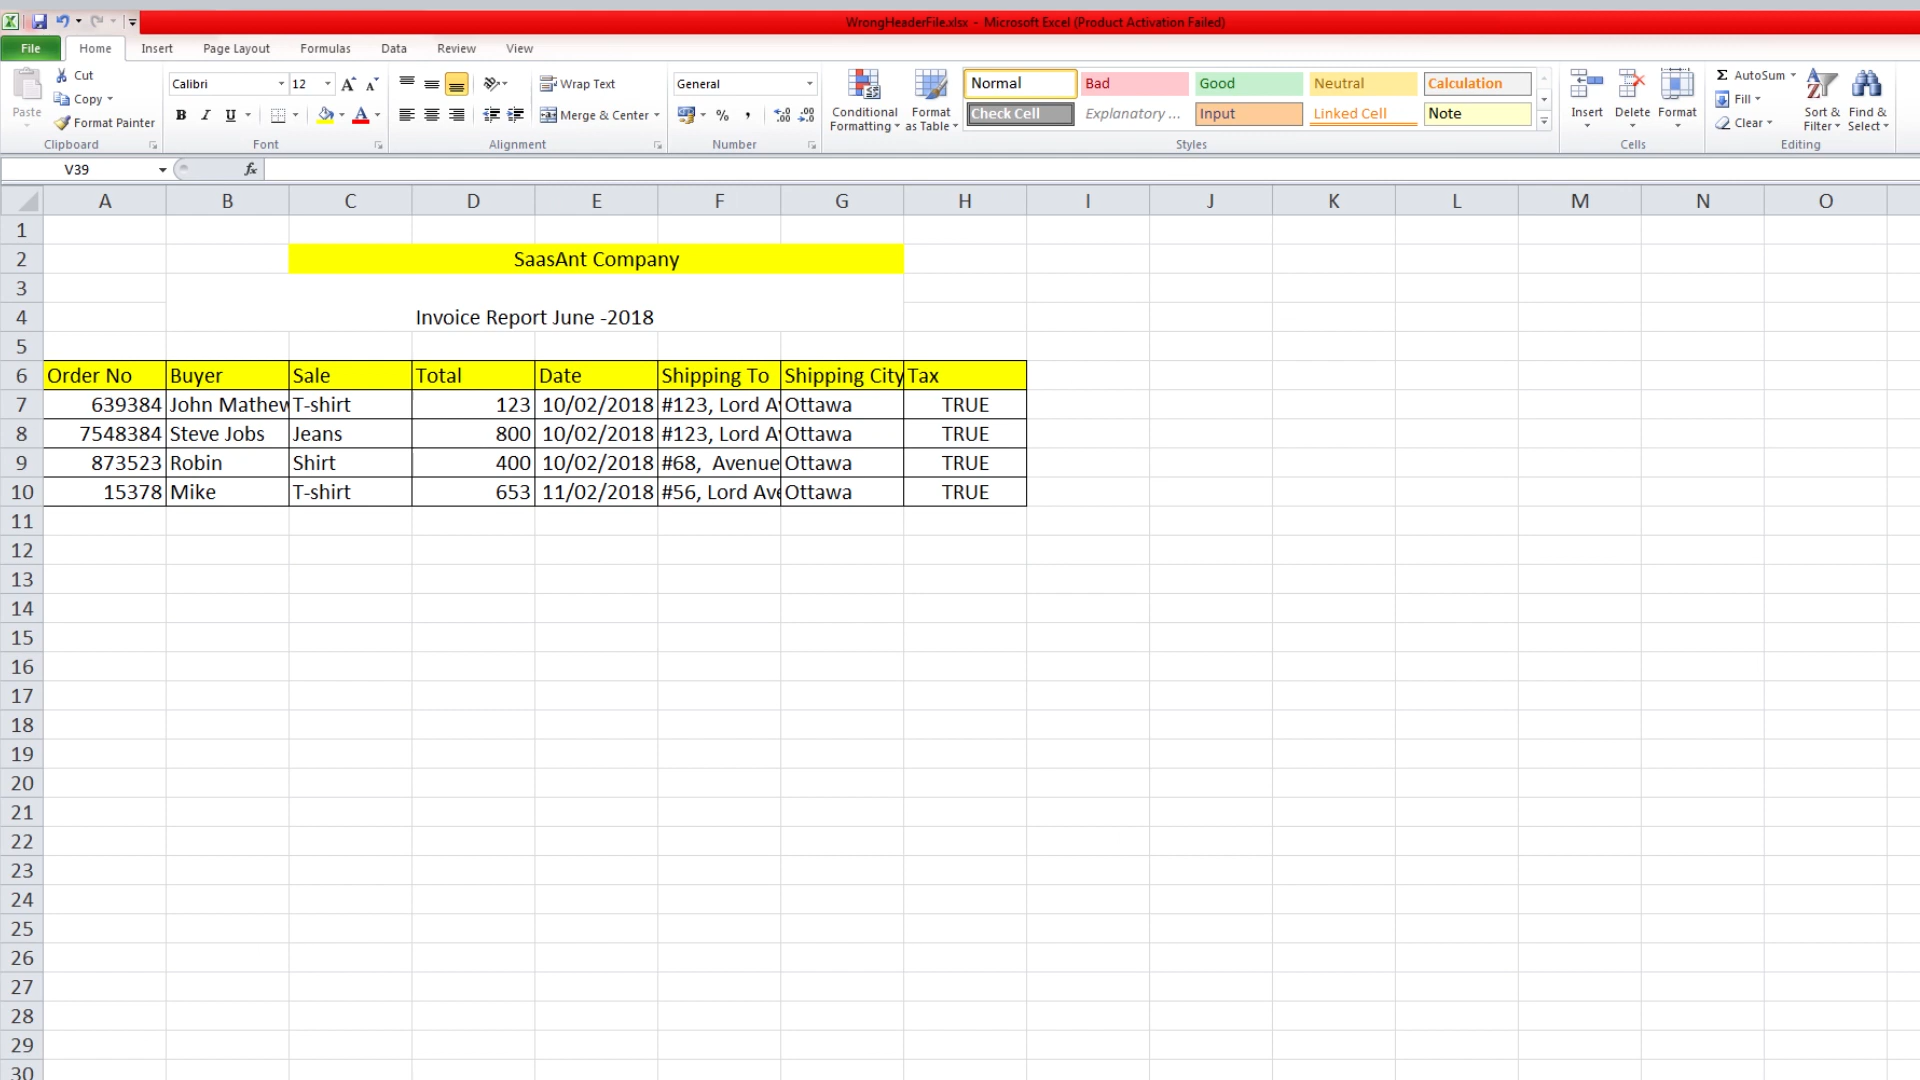 WrongHeaderFile.xlsx - Microsoft Excel (Product Activation Failed)
File Home Insert Page Layout Formulas Data Review View
Paste Cut Calibri 12 A A Wrap Text General Conditional Formatting Format as Table Normal Bad Good Neutral Calculation Insert Delete Format Σ AutoSum Sort & Filter Find & Select
Copy B I U A Merge & Center % , Check Cell Explanatory ... Input Linked Cell Note Fill
Format Painter Clear
Clipboard Font Alignment Number Styles Cells Editing
V39 fx
A B C D E F G H I J K L M N O
1
2 SaasAnt Company
3
4 Invoice Report June -2018
5
6 Order No Buyer Sale Total Date Shipping To Shipping City Tax
7 639384 John Mathew T-shirt 123 10/02/2018 #123, Lord Av Ottawa TRUE
8 7548384 Steve Jobs Jeans 800 10/02/2018 #123, Lord Av Ottawa TRUE
9 873523 Robin Shirt 400 10/02/2018 #68, Avenue Ottawa TRUE
10 15378 Mike T-shirt 653 11/02/2018 #56, Lord Ave Ottawa TRUE
11
12
13
14
15
16
17
18
19
20
21
22
23
24
25
26
27
28
29
30